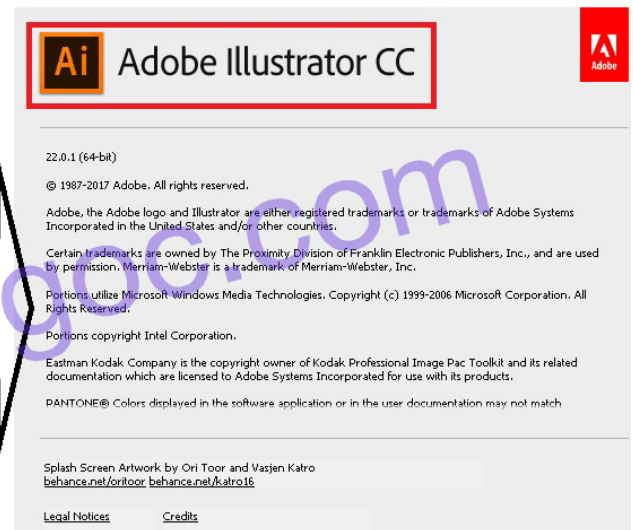 Ai Adobe Illustrator CC
Adobe
22.0.1 (64-bit)
© 1987-2017 Adobe. All rights reserved.
Adobe, the Adobe logo and Illustrator are either registered trademarks or trademarks of Adobe Systems
Incorporated in the United States and/or other countries.
Certain trademarks are owned by The Proximity Division of Franklin Electronic Publishers, Inc., and are used
by permission. Merriam-Webster is a trademark of Merriam-Webster, Inc.
Portions utilize Microsoft Windows Media Technologies. Copyright (c) 1999-2006 Microsoft Corporation. All
Rights Reserved.
Portions copyright Intel Corporation.
Eastman Kodak Company is the copyright owner of Kodak Professional Image Pac Toolkit and its related
documentation which are licensed to Adobe Systems Incorporated for use with its products.
PANTONE® Colors displayed in the software application or in the user documentation may not match
goc.com
Splash Screen Artwork by Ori Toor and Vasjen Katro
behance.net/oritoor behance.net/katro16
Legal Notices Credits